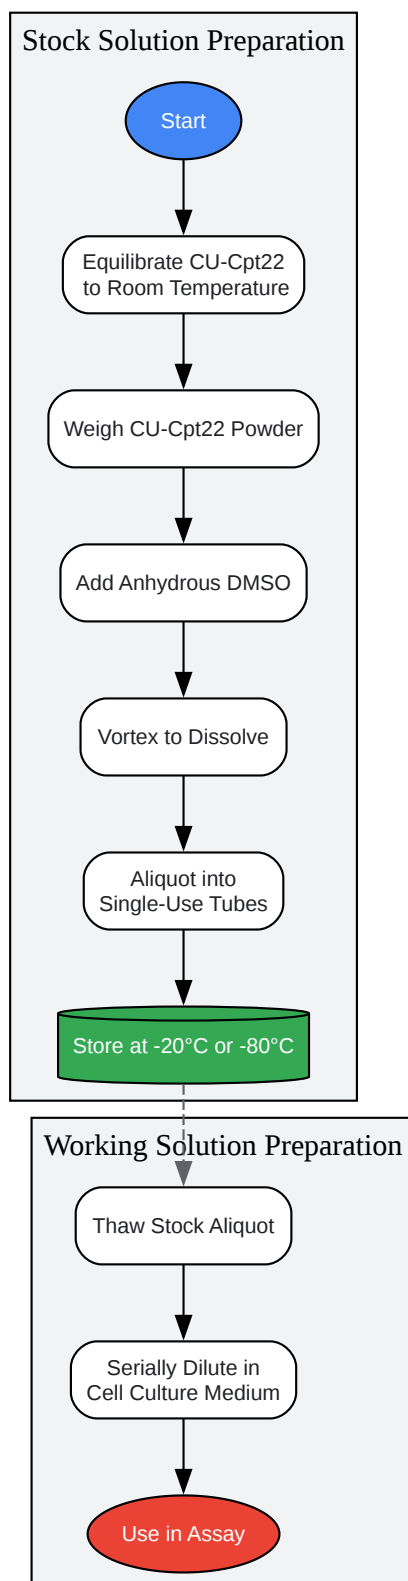 Stock Solution Preparation
Start
Equilibrate CU-Cpt22
to Room Temperature
Weigh CU-Cpt22 Powder
Add Anhydrous DMSO
Vortex to Dissolve
Aliquot into
Single-Use Tubes
Store at -20°C or -80°C
Working Solution Preparation
Thaw Stock Aliquot
Serially Dilute in
Cell Culture Medium
Use in Assay